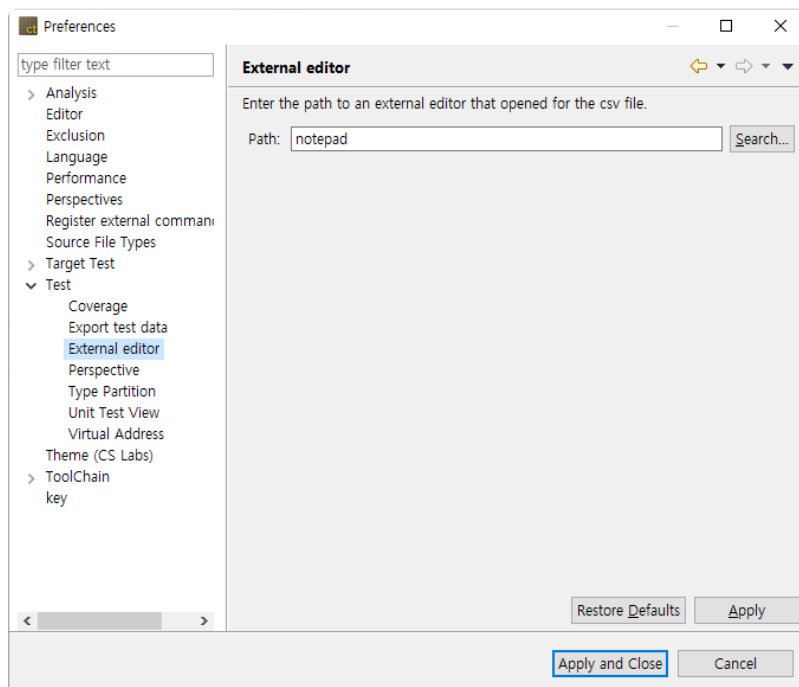 ct Preferences
type filter text
Analysis
Editor
Exclusion
Language
Performance
Perspectives
Register external comman
Source File Types
Target Test
Test
Coverage
Export test data
External editor
Perspective
Type Partition
Unit Test View
Virtual Address
Theme (CS Labs)
ToolChain
key
External editor
Enter the path to an external editor that opened for the csv file.
Path: notepad Search...
Restore Defaults Apply
Apply and Close Cancel